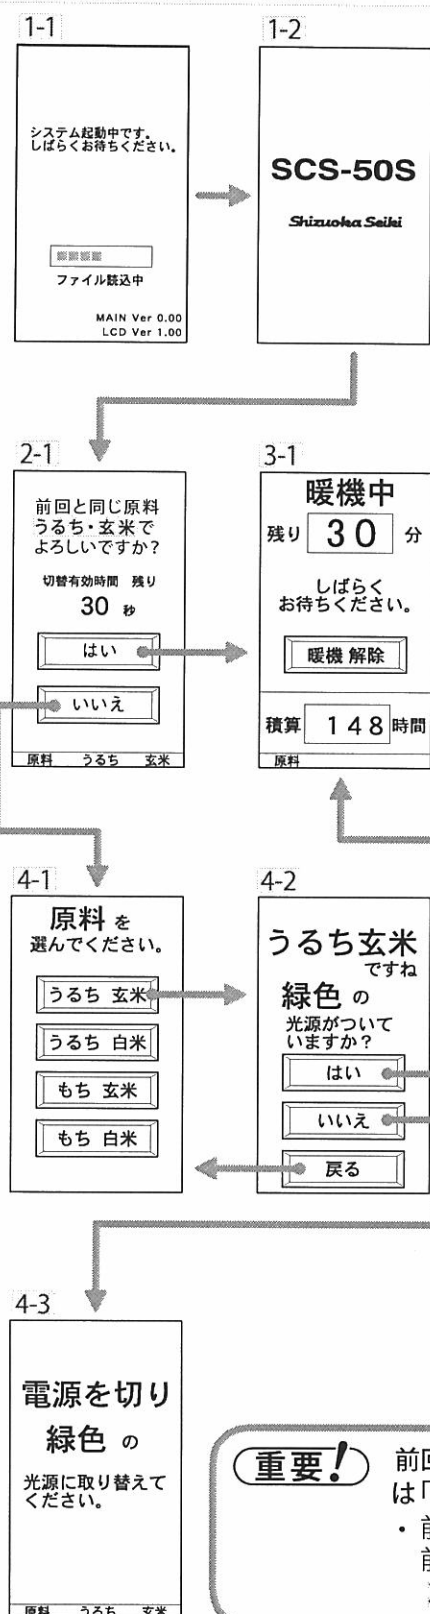 1-1
システム起動中です。
しばらくお待ちください。
ファイル読込中
MAIN Ver 0.00
LCD Ver 1.00
1-2
SCS-50S
Shizuoka Seiki
2-1
前回と同じ原料
うるち・玄米で
よろしいですか？
切替有効時間 残り
30 秒
はい
いいえ
原料 うるち 玄米
3-1
暖機中
残り 30 分
しばらく
お待ちください。
暖機 解除
積算 148 時間
原料
4-1
原料 を
選んでください。
うるち 玄米
うるち 白米
もち 玄米
もち 白米
4-2
うるち玄米
ですね
緑色 の
光源がついて
いますか？
はい
いいえ
戻る
4-3
電源を切り
緑色 の
光源に取り替えて
ください。
原料 うるち 玄米
重要！
前回
は「
・前
前